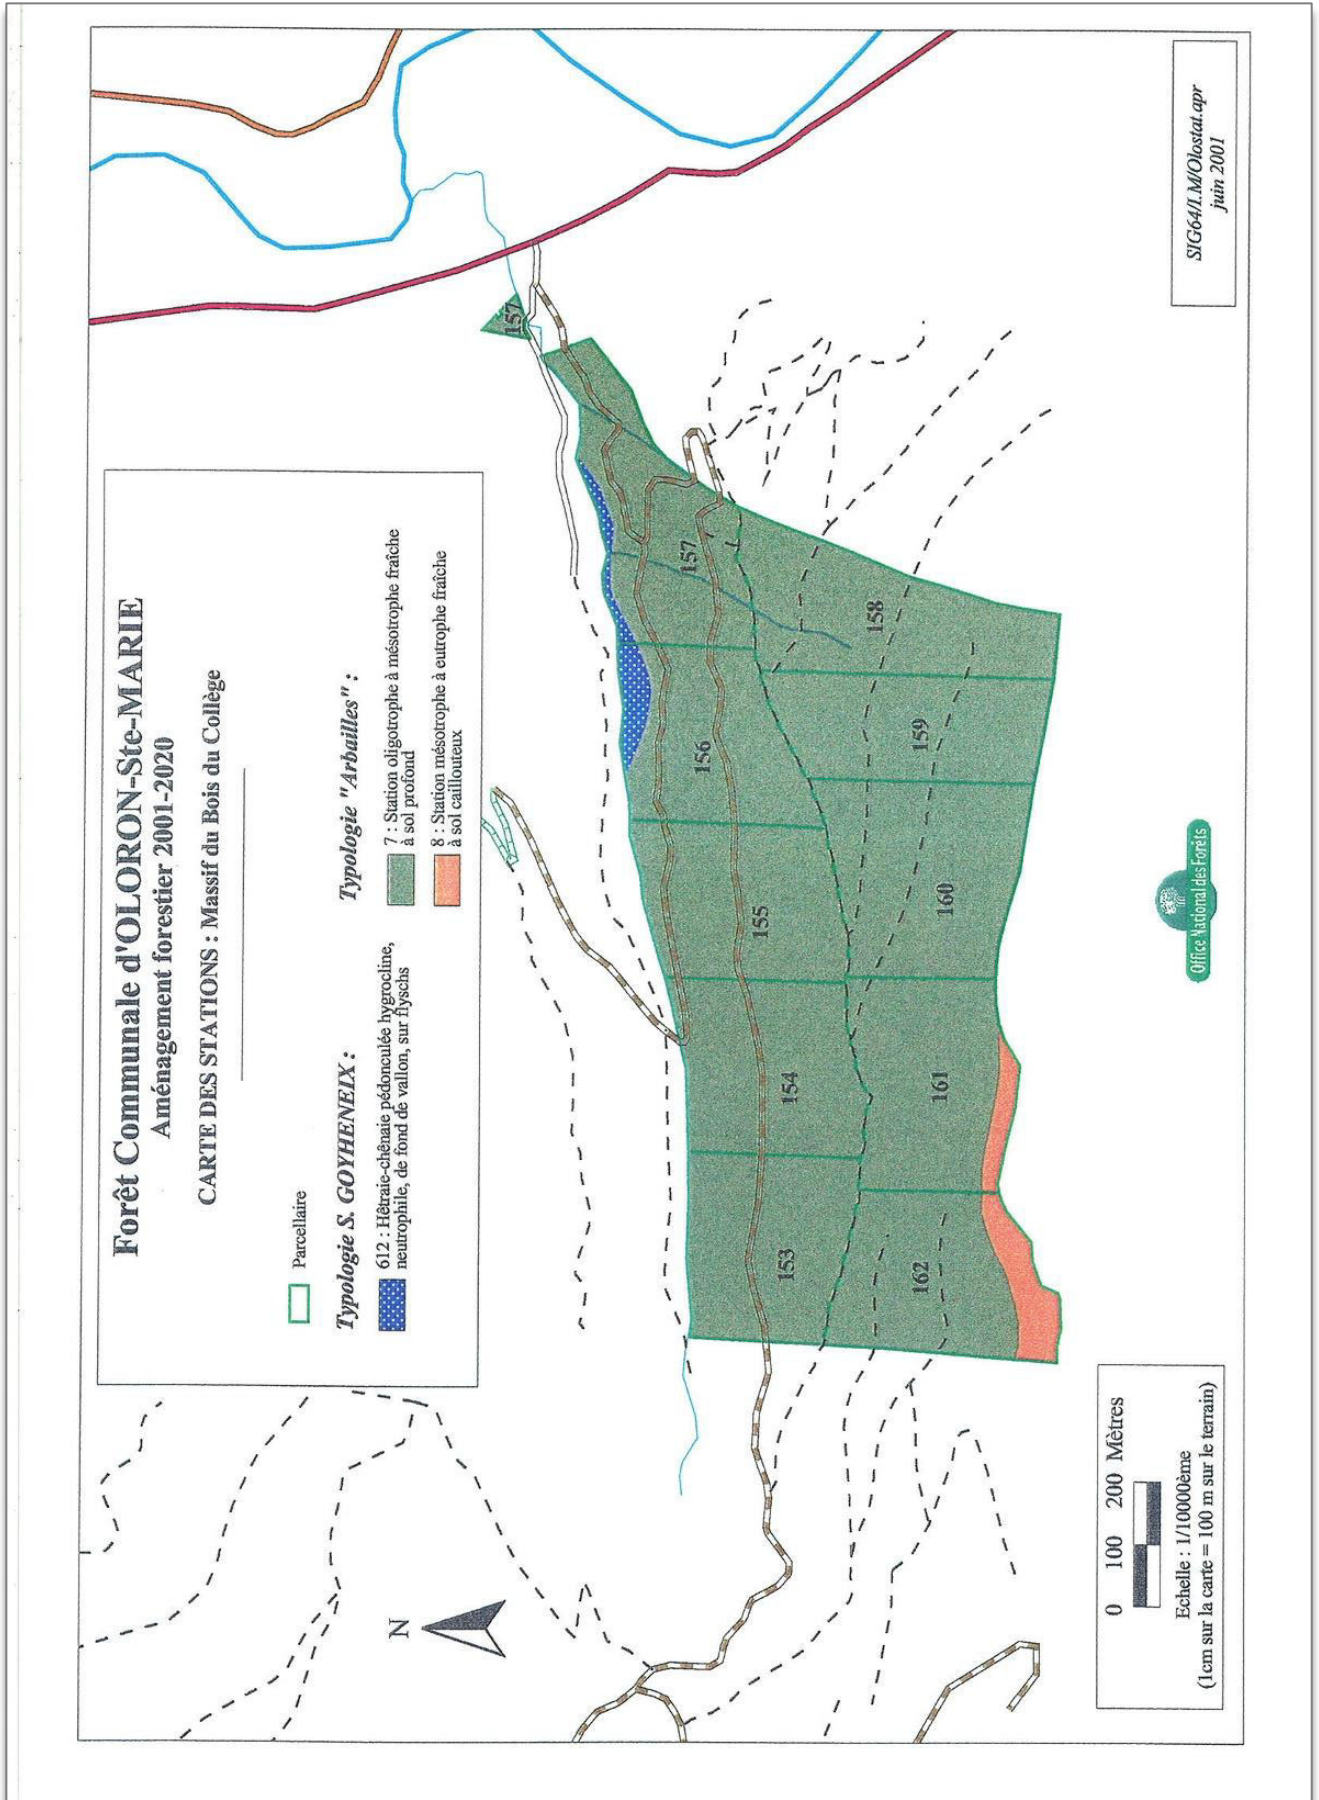 Forêt Communale d'OLORON-Ste-MARIE
Aménagement forestier 2001-2020
CARTE DES STATIONS : Massif du Bois du Collège
Parcellaire
Typologie S. GOYHENEIX :
612 : Hêtraie-chênaie pédonculée hygrocline,
neutrophile, de fond de vallon, sur flyschs
Typologie "Arbailles" :
7 : Station oligotrophe à mésotrophe fraîche
à sol profond
8 : Station mésotrophe à eutrophe fraîche
à sol caillouteux
N
157
157
158
156
159
155
160
154
161
153
162
0 100 200 Mètres
Echelle : 1/10000ème
(1cm sur la carte = 100 m sur le terrain)
Office National des Forêts
SIG64/I.M/Olostat.apr
juin 2001